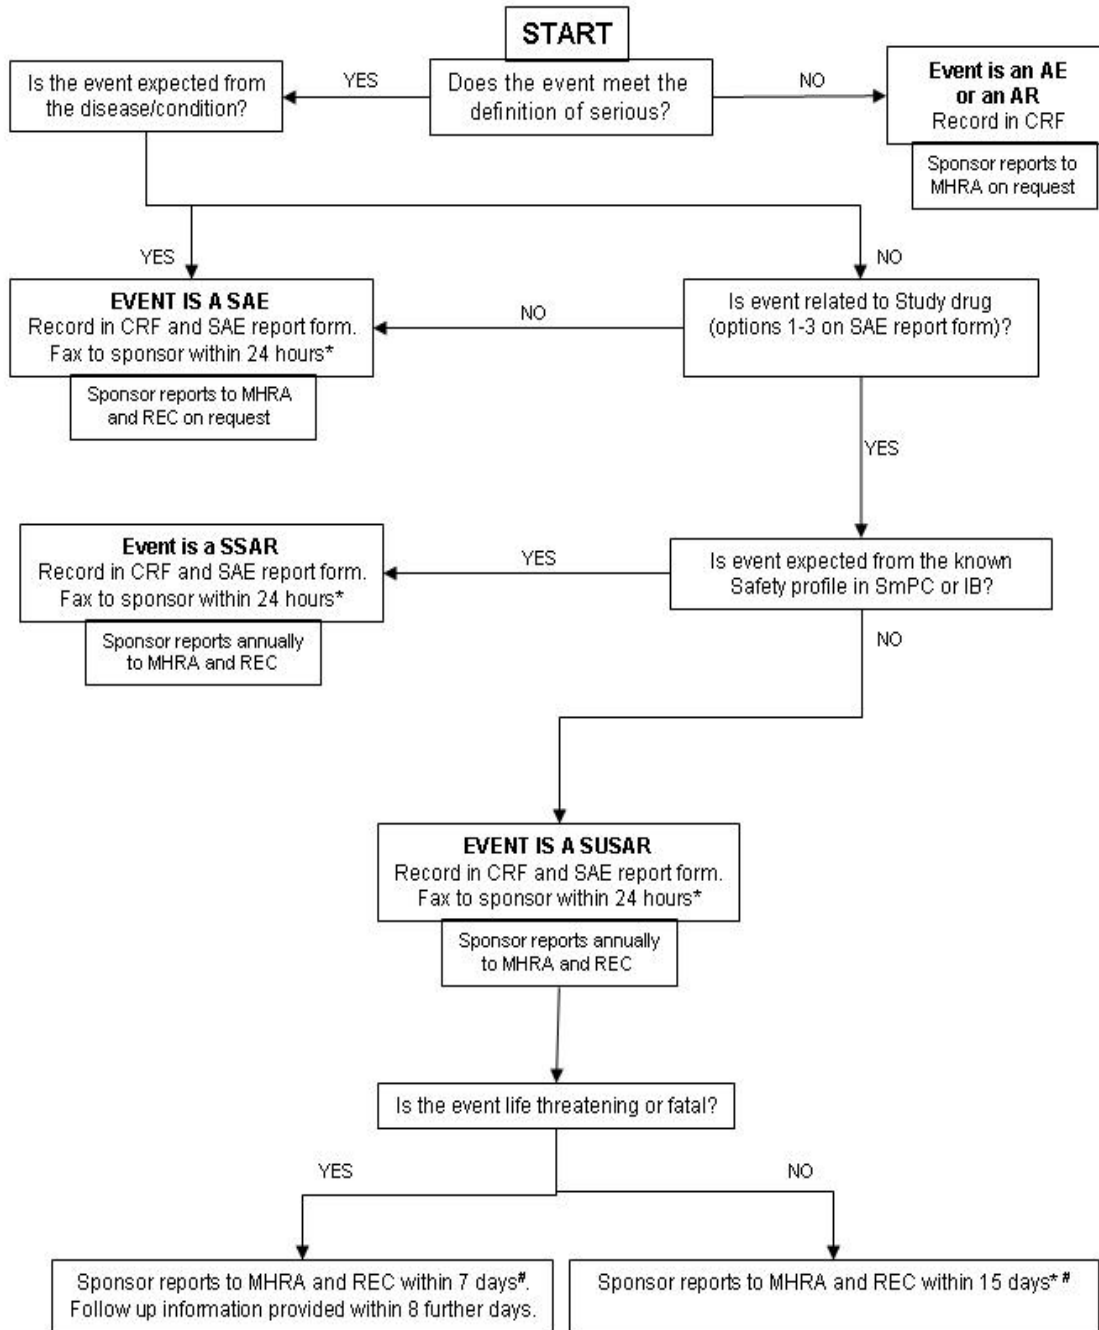 START
Does the event meet the
definition of serious?
YES
NO
Is the event expected from
the disease/condition?
Event is an AE
or an AR
Record in CRF
Sponsor reports to
MHRA on request
YES
NO
EVENT IS A SAE
Record in CRF and SAE report form.
Fax to sponsor within 24 hours*
Sponsor reports to MHRA
and REC on request
NO
Is event related to Study drug
(options 1-3 on SAE report form)?
YES
Event is a SSAR
Record in CRF and SAE report form.
Fax to sponsor within 24 hours*
Sponsor reports annually
to MHRA and REC
YES
Is event expected from the known
Safety profile in SmPC or IB?
NO
EVENT IS A SUSAR
Record in CRF and SAE report form.
Fax to sponsor within 24 hours*
Sponsor reports annually
to MHRA and REC
Is the event life threatening or fatal?
YES
NO
Sponsor reports to MHRA and REC within 7 days#.
Follow up information provided within 8 further days.
Sponsor reports to MHRA and REC within 15 days* #